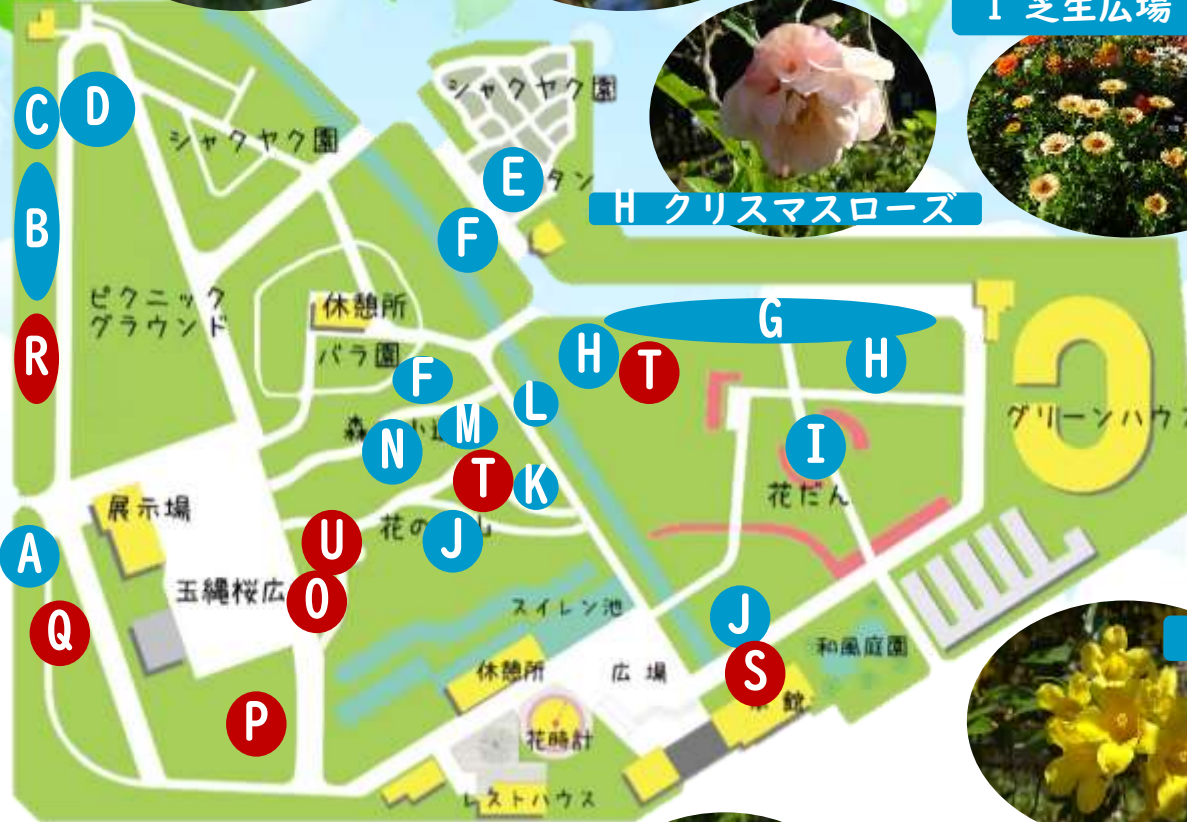 I 芝生広場
シャクヤク園
C
D
シャクヤク園
E
タン
B
H クリスマスローズ
F
ピクニック
グラウンド
休憩所
G
R
バラ園
H
T
H
F
L
グリーンハウス
M
N
I
T
K
花だん
展示場
花の
U
J
A
玉縄桜広
O
スイレン池
J
Q
和風庭園
休憩所
広場
S
館
P
花時計
レストハウス